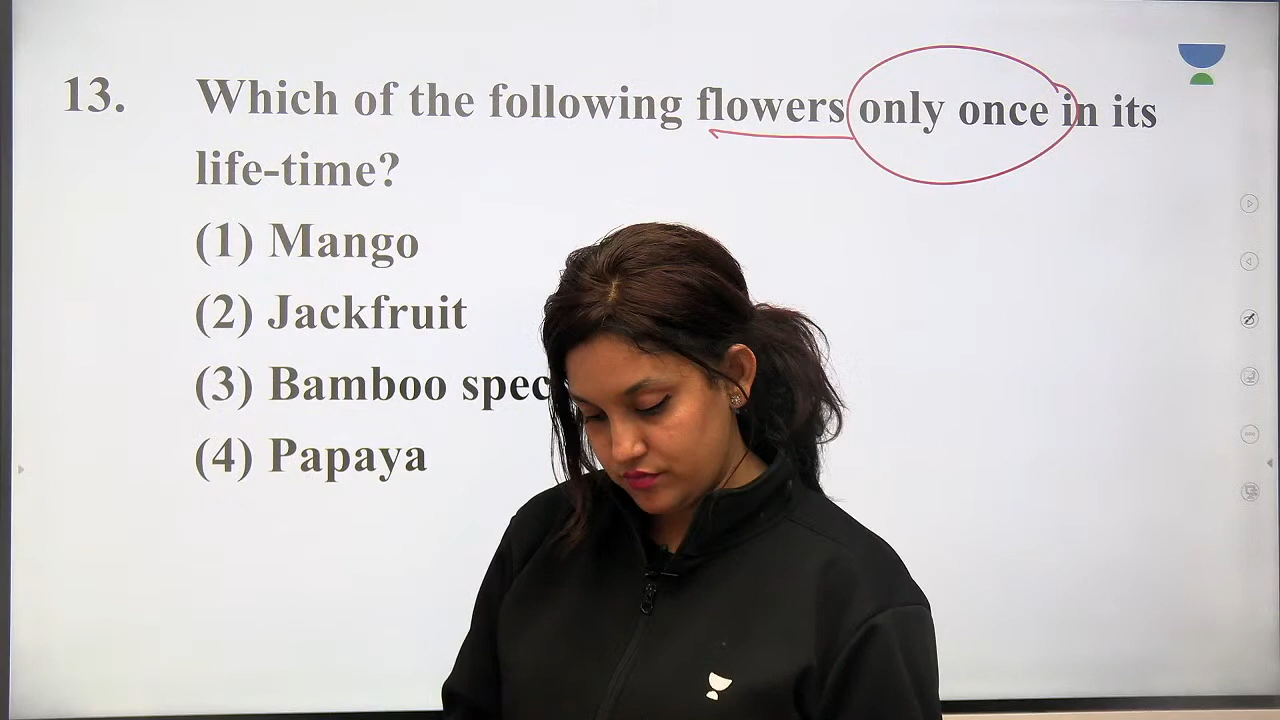 13. Which of the following flowers only once in its
life-time?
(1) Mango
(2) Jackfruit
(3) Bamboo spec
(4) Papaya